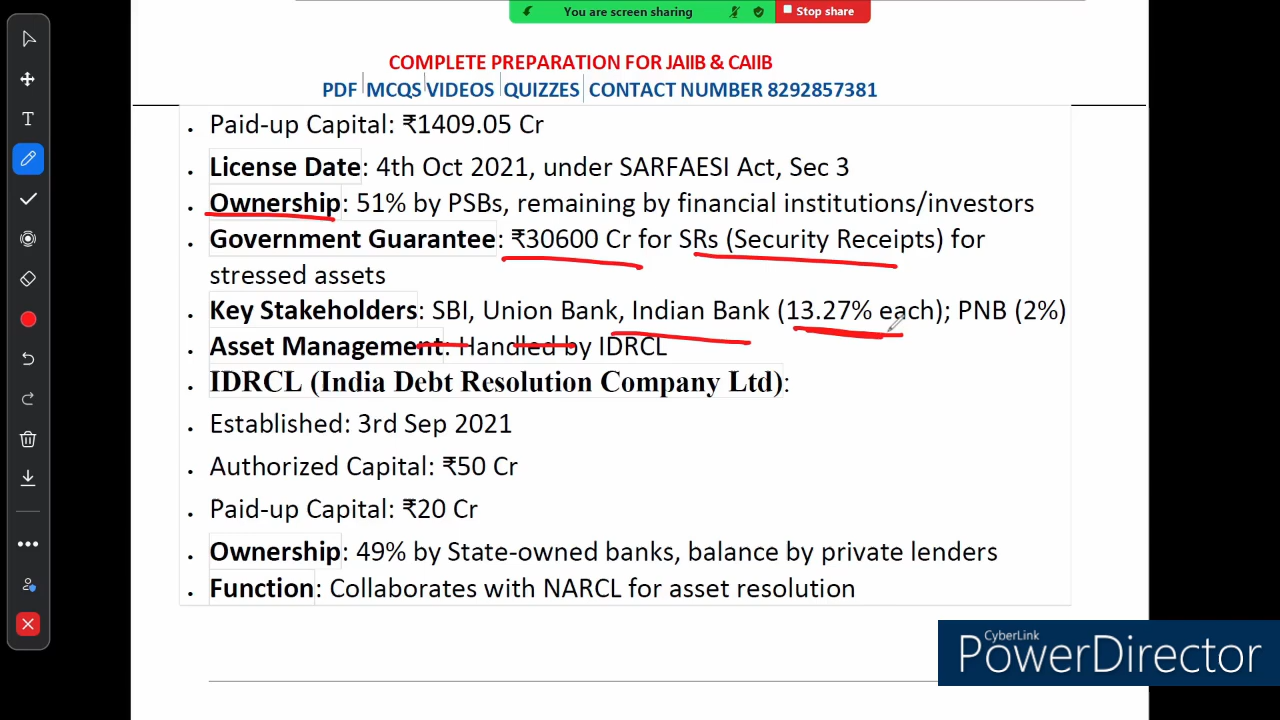 You are screen sharing
Stop share
COMPLETE PREPARATION FOR JAIIB & CAIIB
PDF MCQS VIDEOS QUIZZES CONTACT NUMBER 8292857381
• Paid-up Capital: ₹1409.05 Cr
• License Date: 4th Oct 2021, under SARFAESI Act, Sec 3
• Ownership: 51% by PSBs, remaining by financial institutions/investors
• Government Guarantee: ₹30600 Cr for SRs (Security Receipts) for
stressed assets
• Key Stakeholders: SBI, Union Bank, Indian Bank (13.27% each); PNB (2%)
• Asset Management: Handled by IDRCL
• IDRCL (India Debt Resolution Company Ltd):
• Established: 3rd Sep 2021
• Authorized Capital: ₹50 Cr
• Paid-up Capital: ₹20 Cr
• Ownership: 49% by State-owned banks, balance by private lenders
• Function: Collaborates with NARCL for asset resolution
CyberLink
PowerDirector